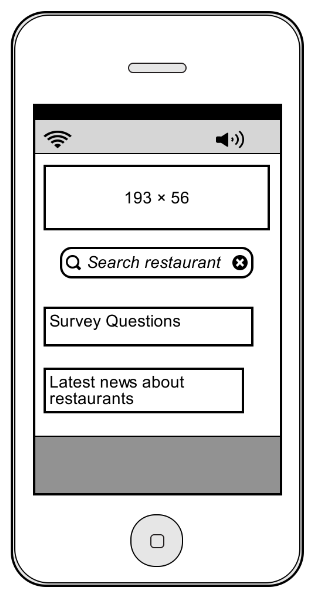 193 × 56
Search restaurant
Survey Questions
Latest news about
restaurants